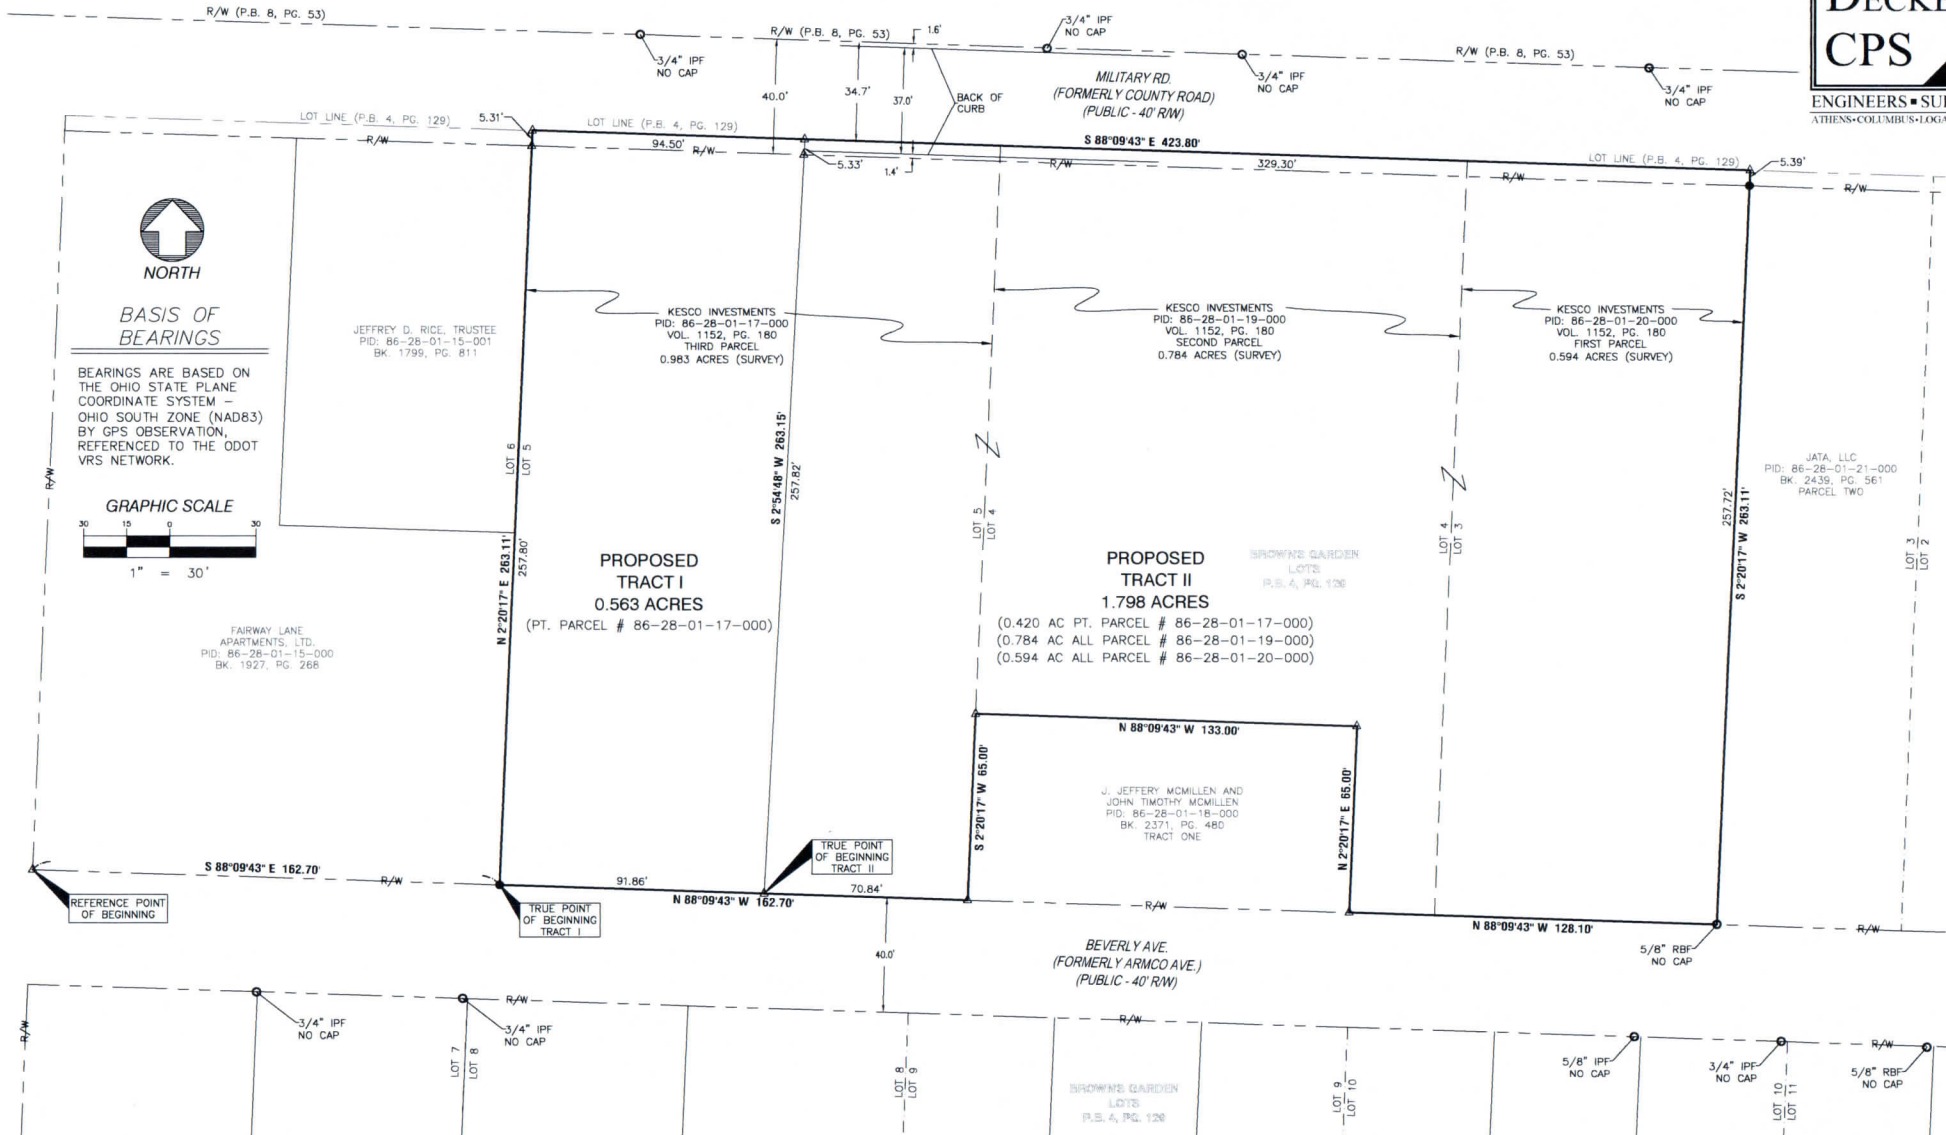 R/W (P.B. 8, PG. 53)
3/4" IPF
NO CAP
R/W (P.B. 8, PG. 53)
1.6'
3/4" IPF
NO CAP
3/4" IPF
NO CAP
R/W (P.B. 8, PG. 53)
3/4" IPF
NO CAP
CPS
ENGINEERS ▪
ATHENS•COLUMBUS•
40.0'
34.7'
37.0'
BACK OF
CURB
MILITARY RD.
(FORMERLY COUNTY ROAD)
(PUBLIC - 40' R/W)
LOT LINE (P.B. 4, PG. 129)
5.31'
LOT LINE (P.B. 4, PG. 129)
S 88°09'43" E 423.80'
LOT LINE (P.B. 4, PG. 129)
5.39'
R/W
94.50'
R/W
5.33'
1.4'
R/W
329.30'
R/W
R/W
NORTH
BASIS OF
BEARINGS
BEARINGS ARE BASED ON
THE OHIO STATE PLANE
COORDINATE SYSTEM –
OHIO SOUTH ZONE (NAD83)
BY GPS OBSERVATION,
REFERENCED TO THE ODOT
VRS NETWORK.
GRAPHIC SCALE
30 15 0 30
1" = 30'
R/W
JEFFREY D. RICE, TRUSTEE
PID: 86-28-01-15-001
BK. 1799, PG. 811
KESCO INVESTMENTS
PID: 86-28-01-17-000
VOL. 1152, PG. 180
THIRD PARCEL
0.983 ACRES (SURVEY)
KESCO INVESTMENTS
PID: 86-28-01-19-000
VOL. 1152, PG. 180
SECOND PARCEL
0.784 ACRES (SURVEY)
KESCO INVESTMENTS
PID: 86-28-01-20-000
VOL. 1152, PG. 180
FIRST PARCEL
0.594 ACRES (SURVEY)
JATA, LLC
PID: 86-28-01-21-000
BK. 2439, PG. 561
PARCEL TWO
LOT 6
LOT 5
N 2°20'17" E 263.11'
257.80'
S 2°54'48" W 263.15'
257.82'
LOT 5
LOT 4
LOT 4
LOT 3
257.72'
S 2°20'17" W 263.11'
LOT 3
LOT 2
PROPOSED
TRACT I
0.563 ACRES
(PT. PARCEL # 86-28-01-17-000)
PROPOSED
TRACT II
1.798 ACRES
(0.420 AC PT. PARCEL # 86-28-01-17-000)
(0.784 AC ALL PARCEL # 86-28-01-19-000)
(0.594 AC ALL PARCEL # 86-28-01-20-000)
BROWNS GARDEN
LOTS
P.B. 4, PG. 129
FAIRWAY LANE
APARTMENTS, LTD.
PID: 86-28-01-15-000
BK. 1927, PG. 268
N 88°09'43" W 133.00'
S 2°20'17" W 65.00'
J. JEFFERY MCMILLEN AND
JOHN TIMOTHY MCMILLEN
PID: 86-28-01-18-000
BK. 2371, PG. 480
TRACT ONE
N 2°20'17" E 65.00'
S 88°09'43" E 162.70'
R/W
REFERENCE POINT
OF BEGINNING
TRUE POINT
OF BEGINNING
TRACT I
TRUE POINT
OF BEGINNING
TRACT II
91.86'
70.84'
N 88°09'43" W 162.70'
R/W
N 88°09'43" W 128.10'
5/8" RBF
NO CAP
R/W
40.0'
BEVERLY AVE.
(FORMERLY ARMCO AVE.)
(PUBLIC - 40' R/W)
R/W
3/4" IPF
NO CAP
R/W
3/4" IPF
NO CAP
LOT 7
LOT 8
LOT 8
LOT 9
R/W
BROWNS GARDEN
LOTS
P.B. 4, PG. 129
LOT 9
LOT 10
5/8" IPF
NO CAP
3/4" IPF
NO CAP
R/W
5/8" RBF
NO CAP
LOT 10
LOT 11